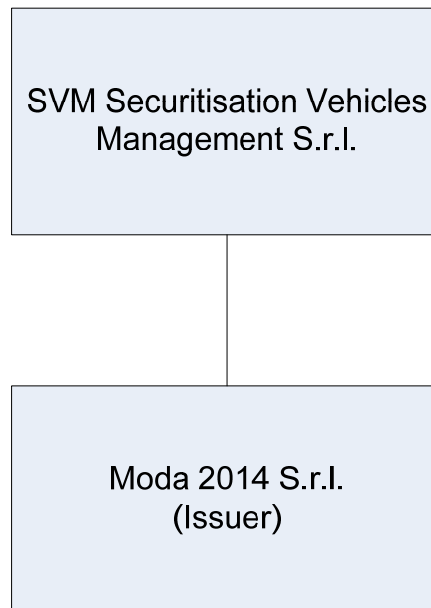 SVM Securitisation Vehicles
Management S.r.l.
Moda 2014 S.r.l.
(Issuer)